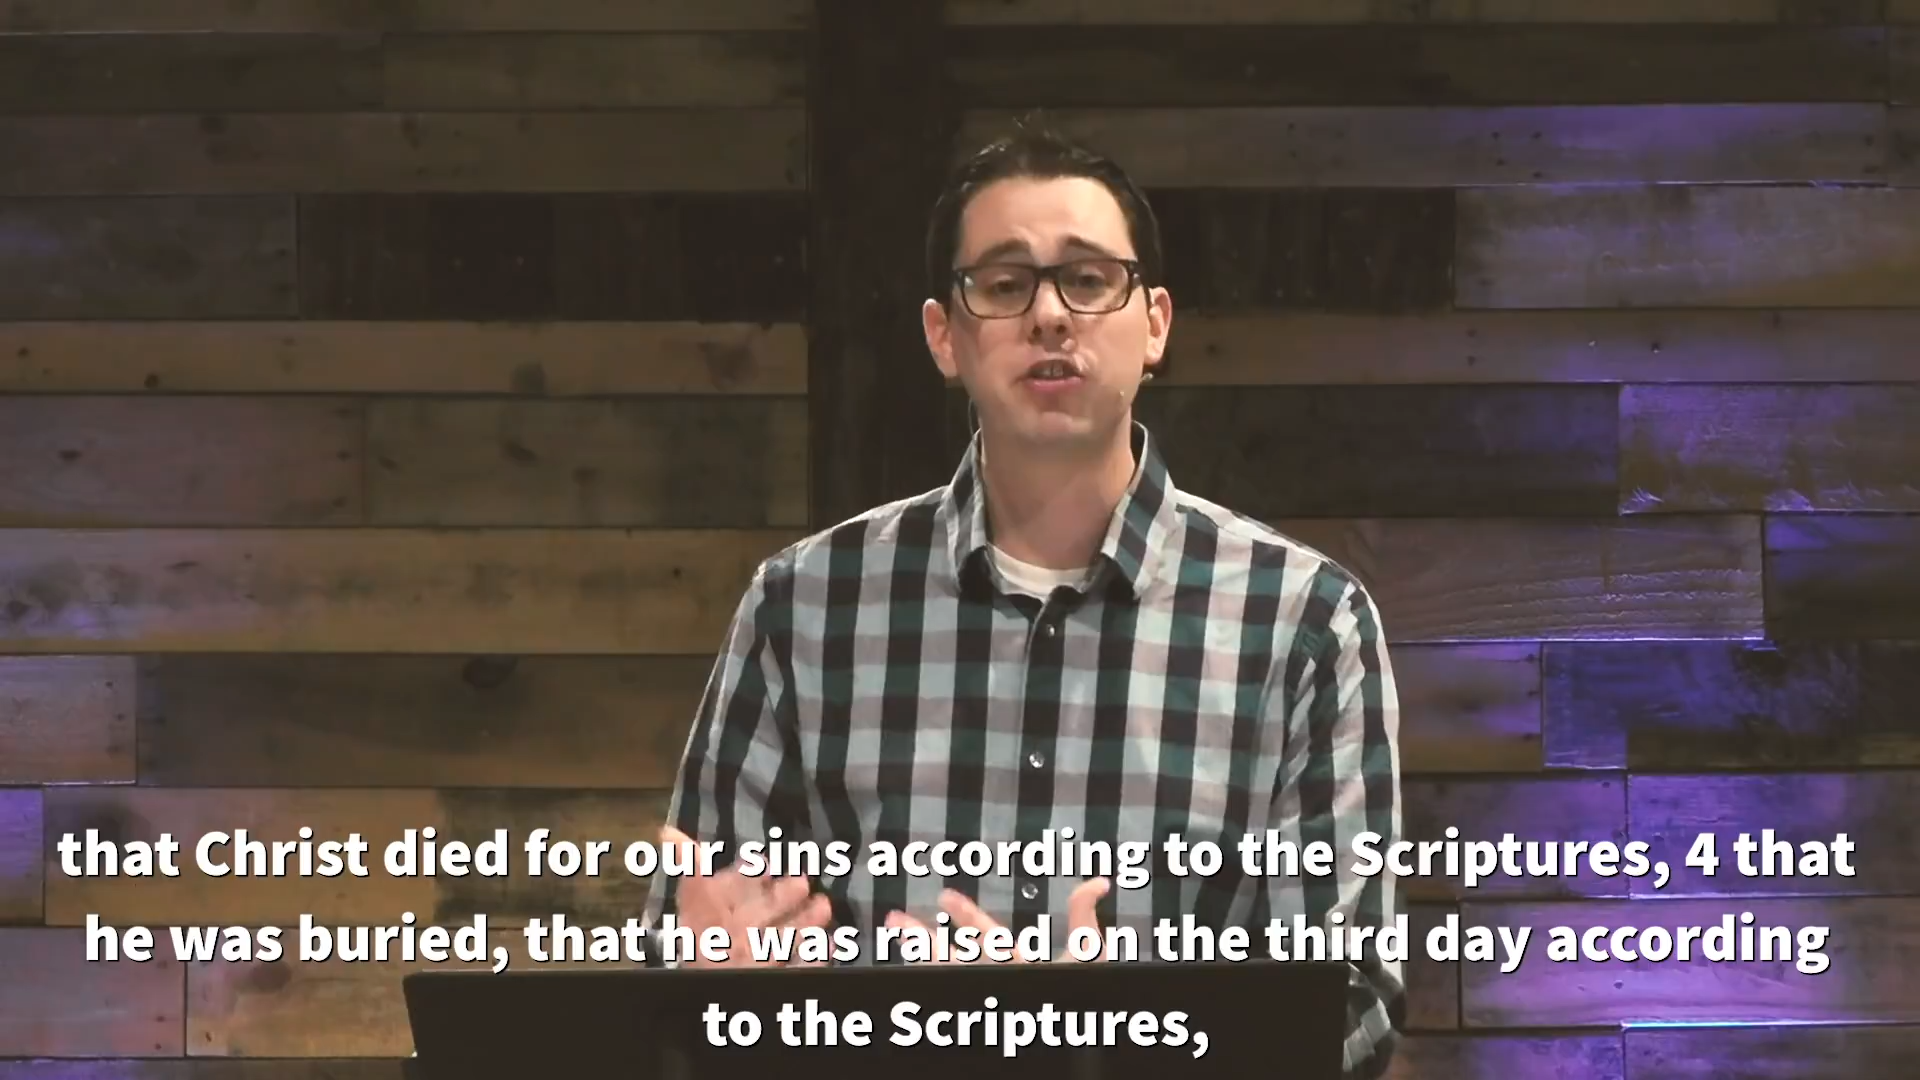 that Christ died for our sins according to the Scriptures, 4 that
he was buried, that he was raised on the third day according
to the Scriptures,